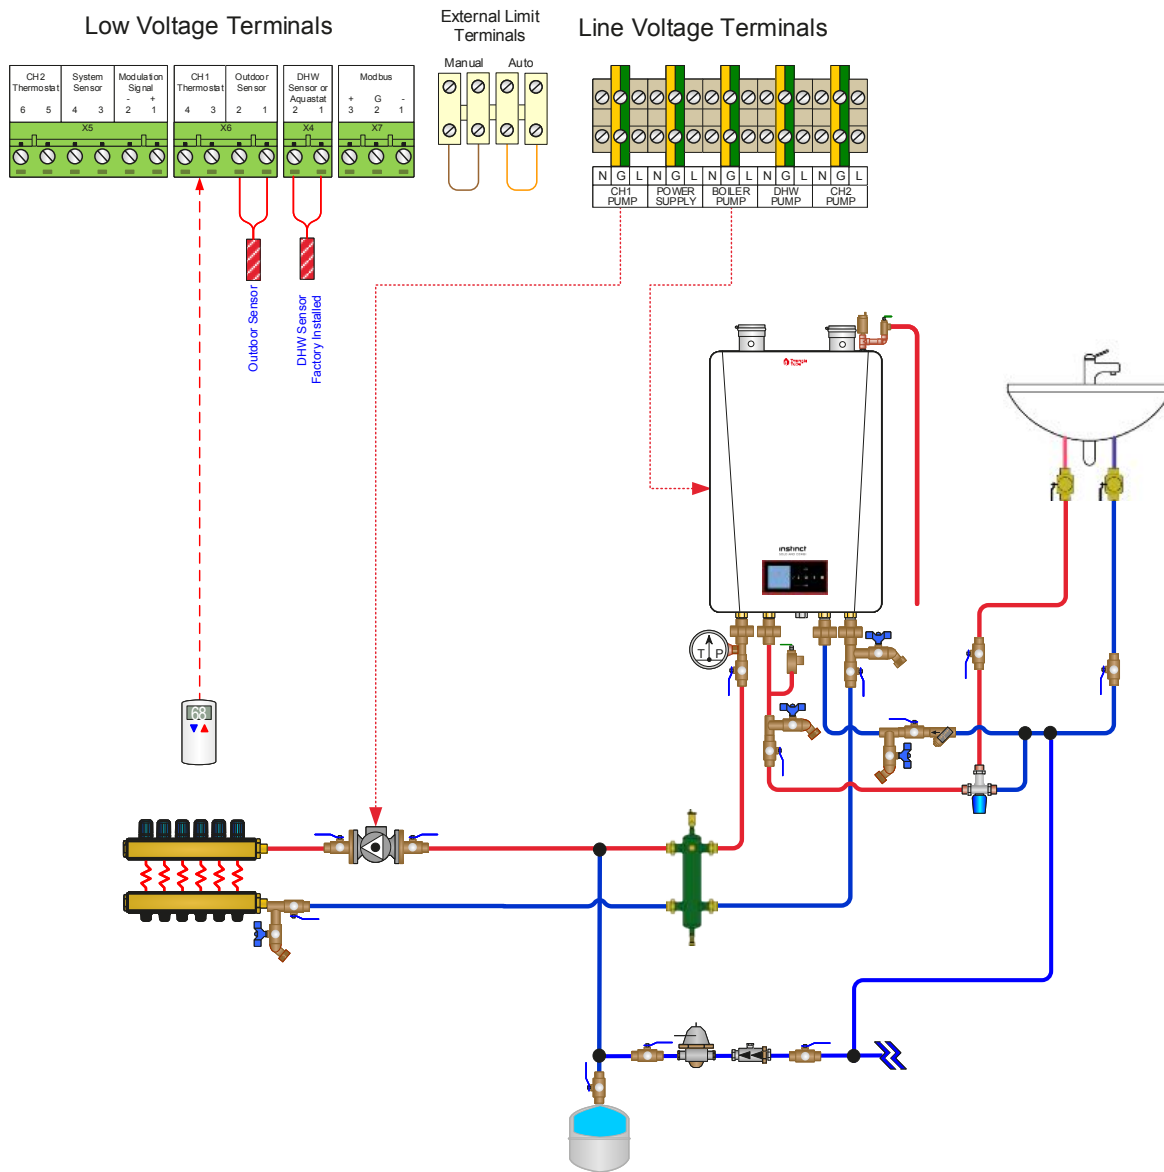 Low Voltage Terminals
External Limit
Terminals
Line Voltage Terminals
Manual
Auto
CH2
Thermostat
6 5
System
Sensor
4 3
Modulation
Signal
- +
2 1
X5
CH1
Thermostat
4 3
Outdoor
Sensor
2 1
X6
DHW
Sensor or
Aquastat
2 1
X4
Modbus
+ G -
3 2 1
X7
N G L N G L N G L N G L N G L
CH1
PUMP
POWER
SUPPLY
BOILER
PUMP
DHW
PUMP
CH2
PUMP
Outdoor Sensor
DHW Sensor
Factory Installed
Triangle
Tube
instinct
T P
68